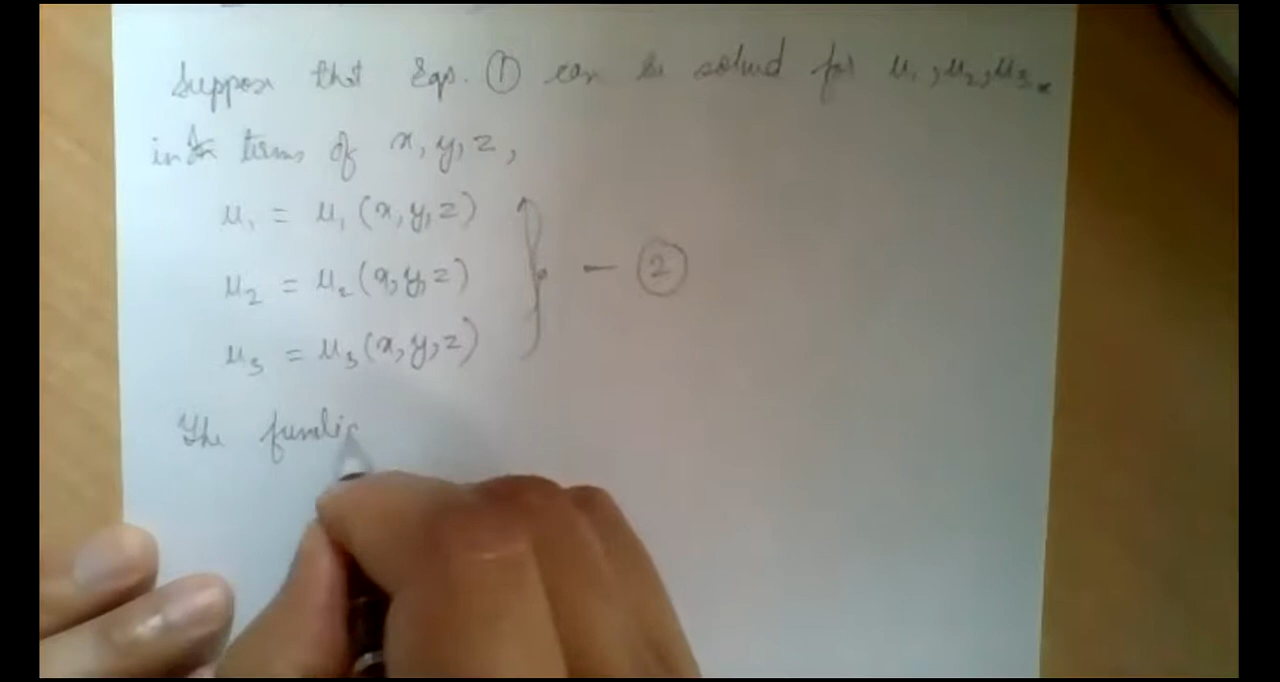 Suppose that Eqs. ① can be solved for u₁, u₂, u₃
in terms of x, y, z,
u₁ = u₁ (x, y, z)
u₂ = u₂ (x, y, z) } — ②
u₃ = u₃ (x, y, z)
The functio